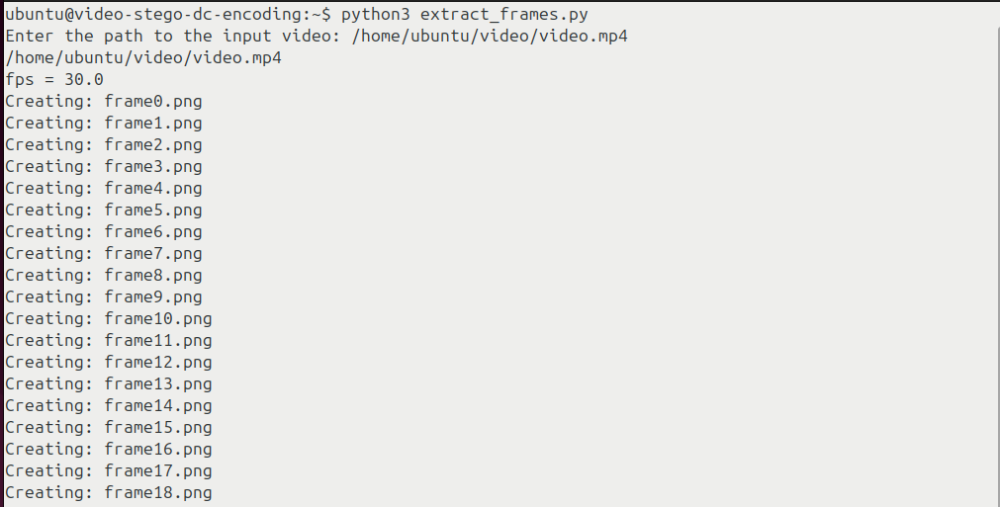 ubuntu@video-stego-dc-encoding:~$ python3 extract_frames.py
Enter the path to the input video: /home/ubuntu/video/video.mp4
/home/ubuntu/video/video.mp4
fps = 30.0
Creating: frame0.png
Creating: frame1.png
Creating: frame2.png
Creating: frame3.png
Creating: frame4.png
Creating: frame5.png
Creating: frame6.png
Creating: frame7.png
Creating: frame8.png
Creating: frame9.png
Creating: frame10.png
Creating: frame11.png
Creating: frame12.png
Creating: frame13.png
Creating: frame14.png
Creating: frame15.png
Creating: frame16.png
Creating: frame17.png
Creating: frame18.png